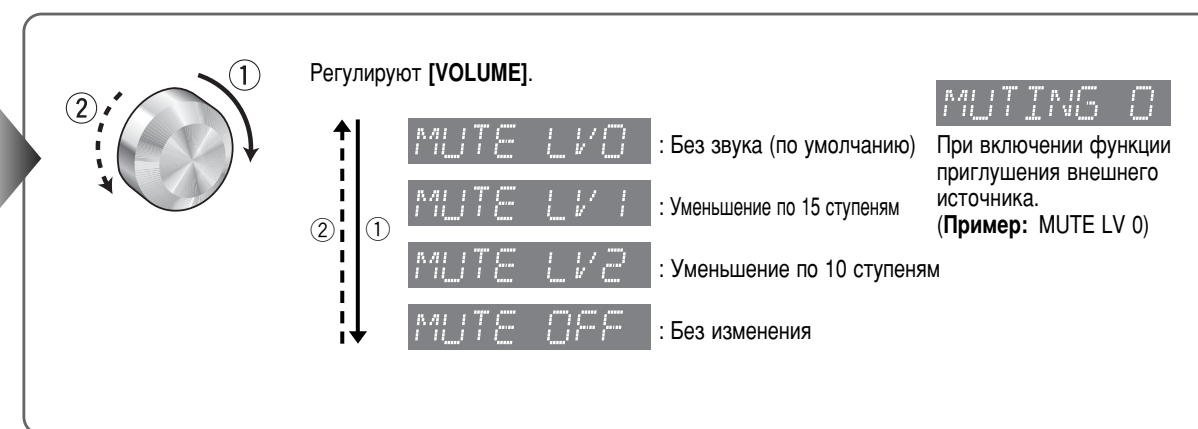 ① ②
Регулируют [VOLUME].
② ①
MUTE LV0 : Без звука (по умолчанию)
MUTE LV1 : Уменьшение по 15 ступеням
MUTE LV2 : Уменьшение по 10 ступеням
MUTE OFF : Без изменения
MUTING 0
При включении функции
приглушения внешнего
источника.
(Пример: MUTE LV 0)